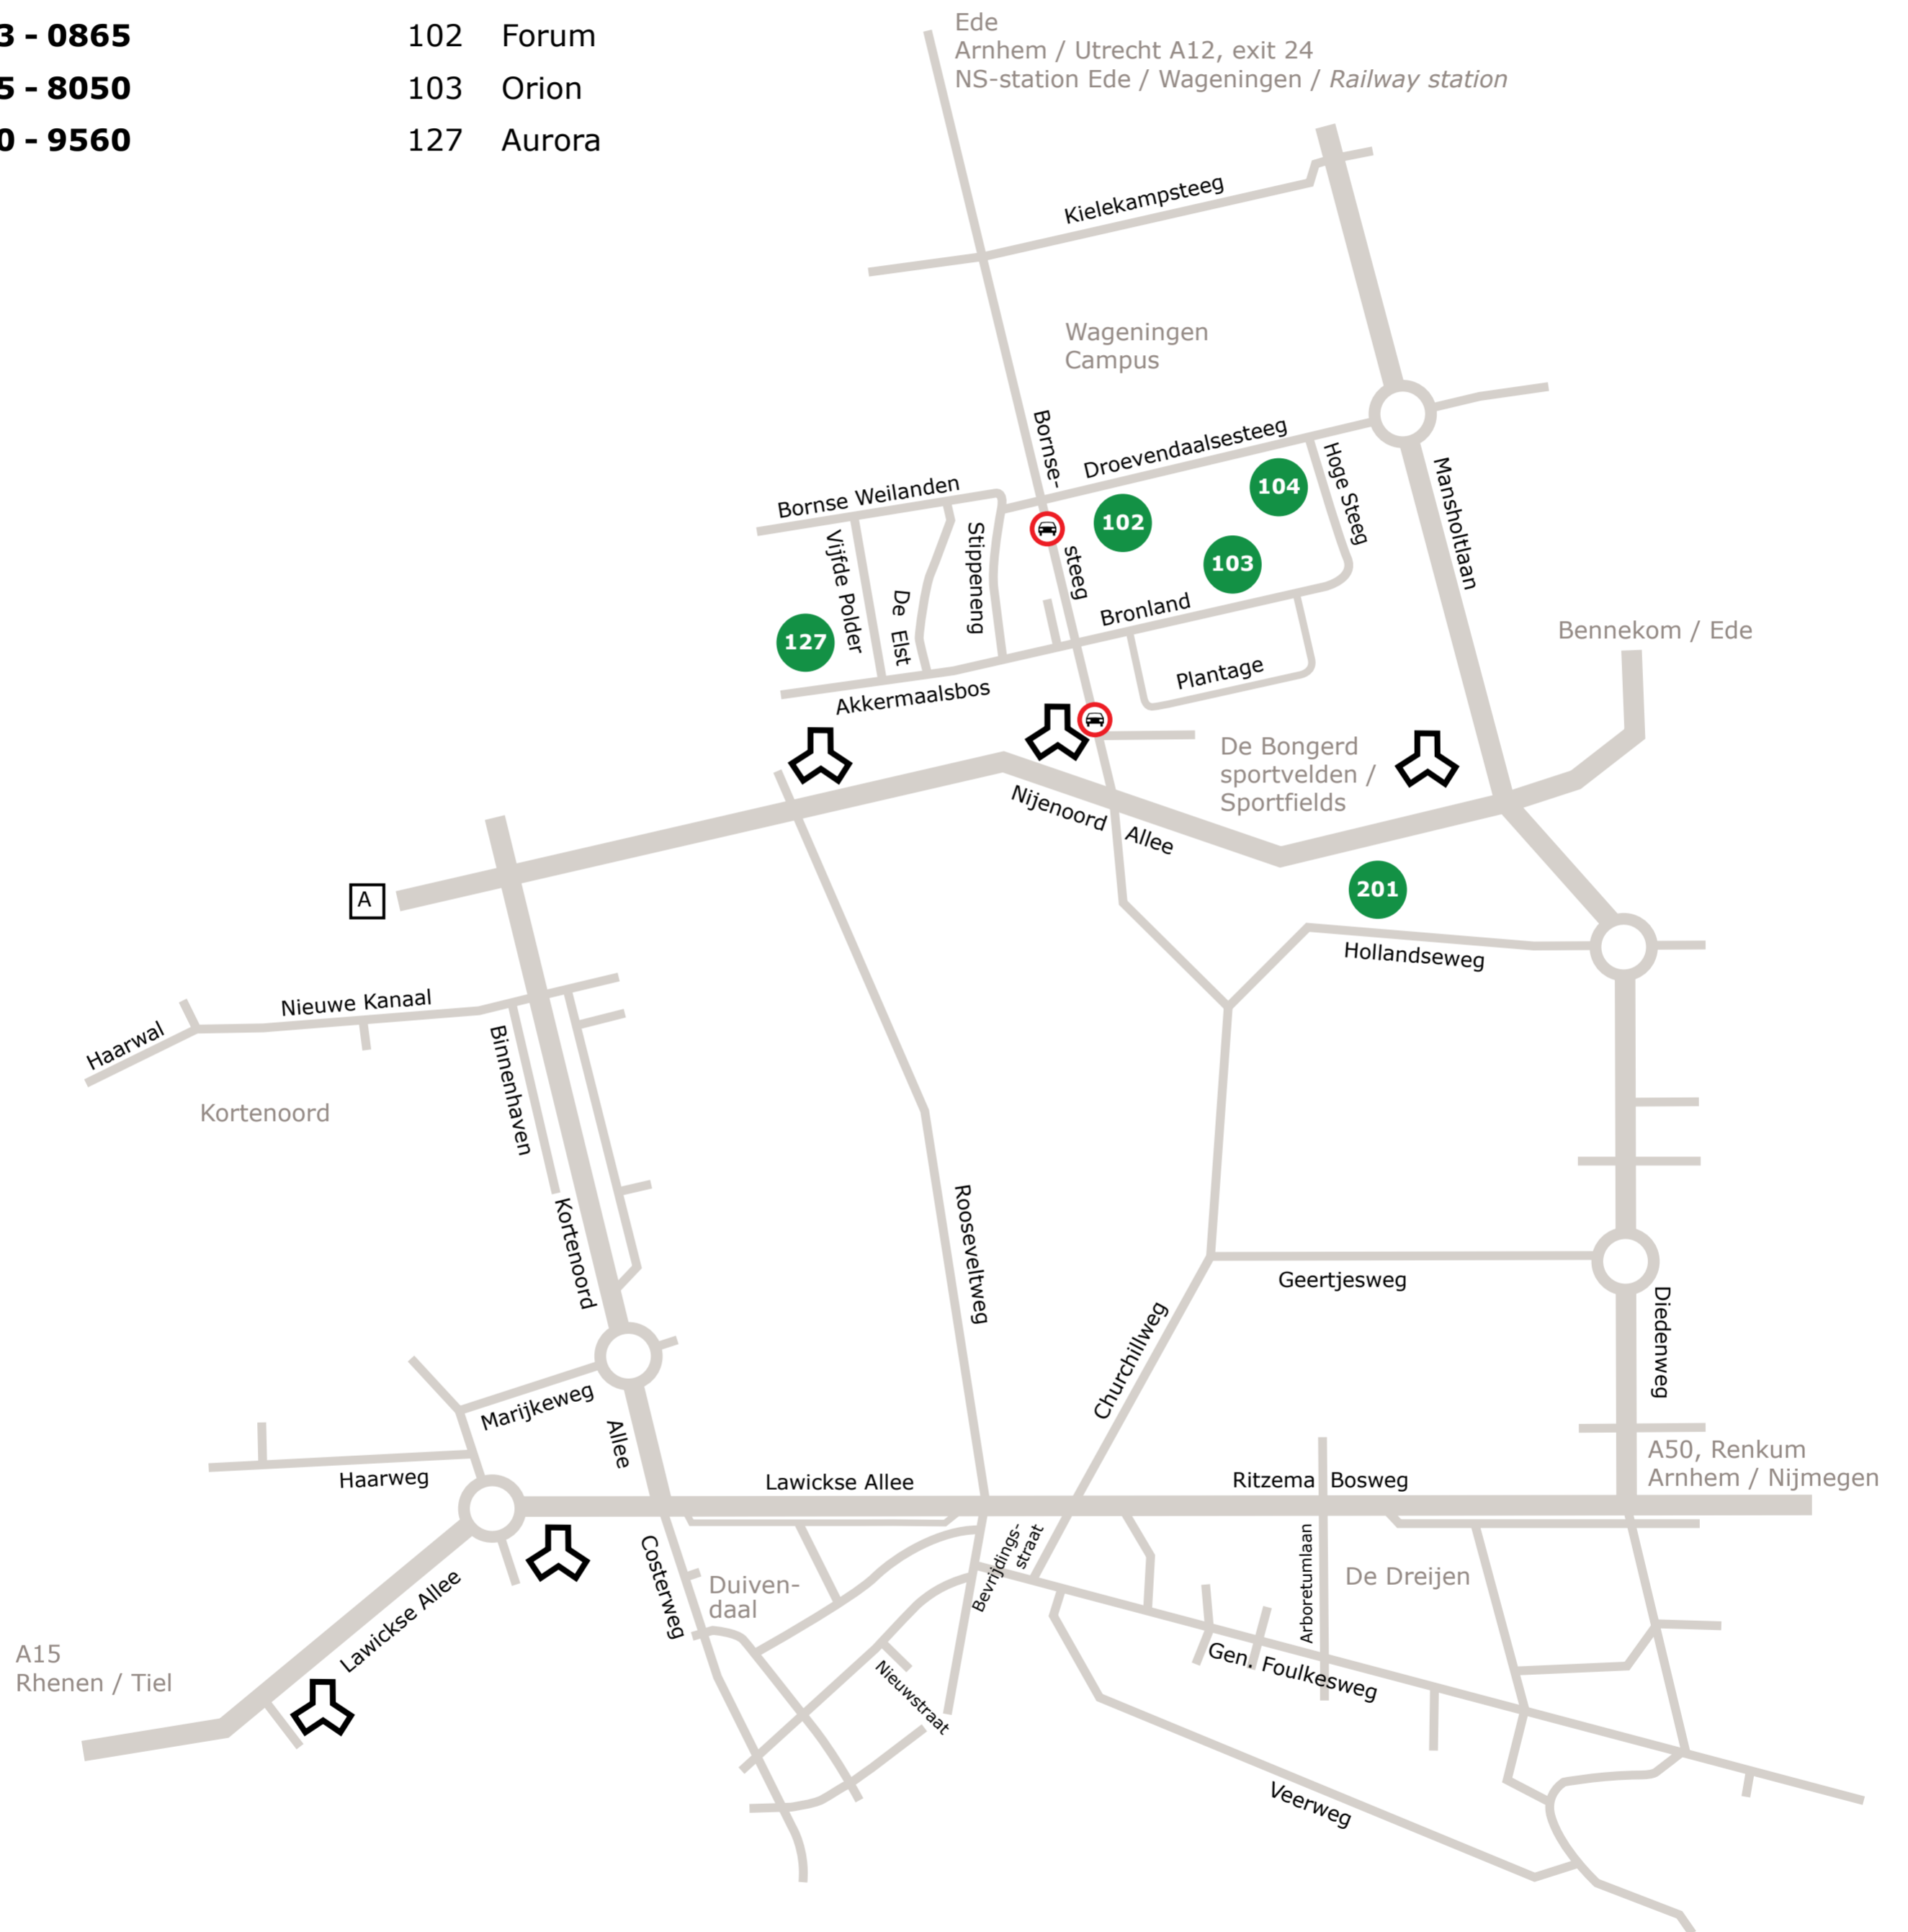 3 - 0865 102 Forum
5 - 8050 103 Orion
0 - 9560 127 Aurora
Ede
Arnhem / Utrecht A12, exit 24
NS-station Ede / Wageningen / Railway station
Kielekampsteeg
Wageningen
Campus
Bornse-
steeg
Droevendaalsesteeg
Hoge Steeg
Mansholtlaan
Bornse Weilanden
104
102
103
Vijfde Polder
De Elst
Stippeneng
Bronland
127
Akkermaalsbos
Plantage
Bennekom / Ede
De Bongerd
sportvelden /
Sportfields
Nijenoord Allee
A
201
Hollandseweg
Nieuwe Kanaal
Haarwal
Binnenhaven
Kortenoord
Kortenoord
Allee
Rooseveltweg
Churchillweg
Geertjesweg
Diedenweg
Marijkeweg
Haarweg
Lawickse Allee
Ritzema Bosweg
A50, Renkum
Arnhem / Nijmegen
Costerweg
Duiven-
daal
Bevrijdings-
straat
Arboretumlaan
De Dreijen
Lawickse Allee
A15
Rhenen / Tiel
Nieuwstraat
Gen. Foulkesweg
Veerweg